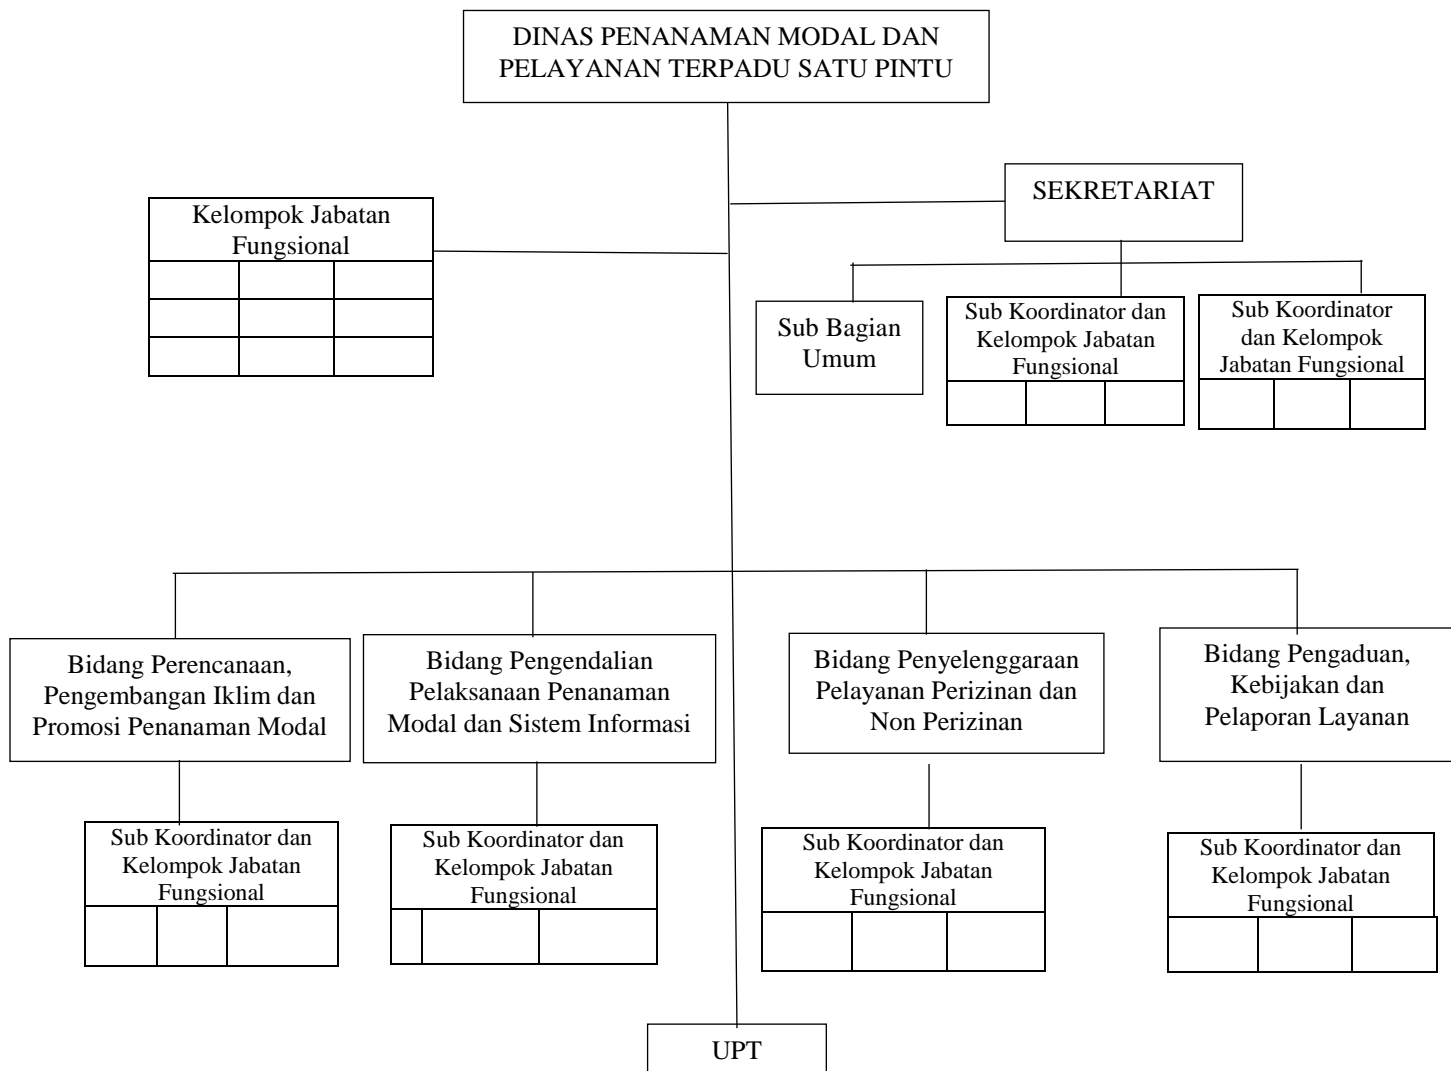 DINAS PENANAMAN MODAL DAN
PELAYANAN TERPADU SATU PINTU
SEKRETARIAT
Kelompok Jabatan
Fungsional
Sub Bagian
Umum
Sub Koordinator dan
Kelompok Jabatan
Fungsional
Sub Koordinator
dan Kelompok
Jabatan Fungsional
Bidang Perencanaan,
Pengembangan Iklim dan
Promosi Penanaman Modal
Bidang Pengendalian
Pelaksanaan Penanaman
Modal dan Sistem Informasi
Bidang Penyelenggaraan
Pelayanan Perizinan dan
Non Perizinan
Bidang Pengaduan,
Kebijakan dan
Pelaporan Layanan
Sub Koordinator dan
Kelompok Jabatan
Fungsional
Sub Koordinator dan
Kelompok Jabatan
Fungsional
Sub Koordinator dan
Kelompok Jabatan
Fungsional
Sub Koordinator dan
Kelompok Jabatan
Fungsional
UPT